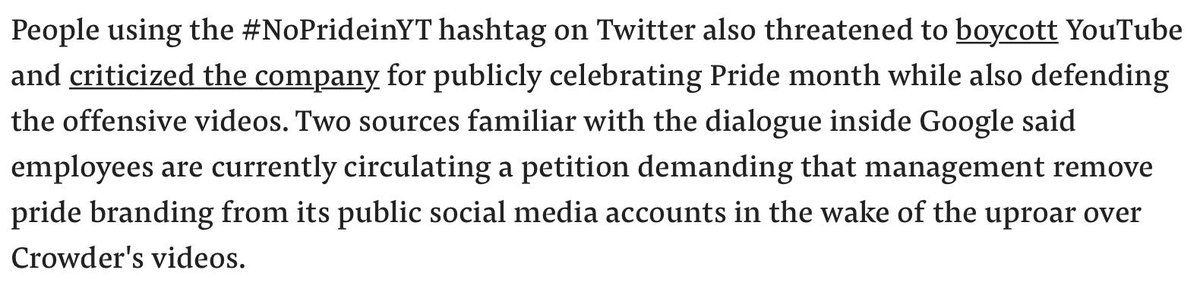 People using the #NoPrideinYT hashtag on Twitter also threatened to boycott YouTube
and criticized the company for publicly celebrating Pride month while also defending
the offensive videos. Two sources familiar with the dialogue inside Google said
employees are currently circulating a petition demanding that management remove
pride branding from its public social media accounts in the wake of the uproar over
Crowder's videos.